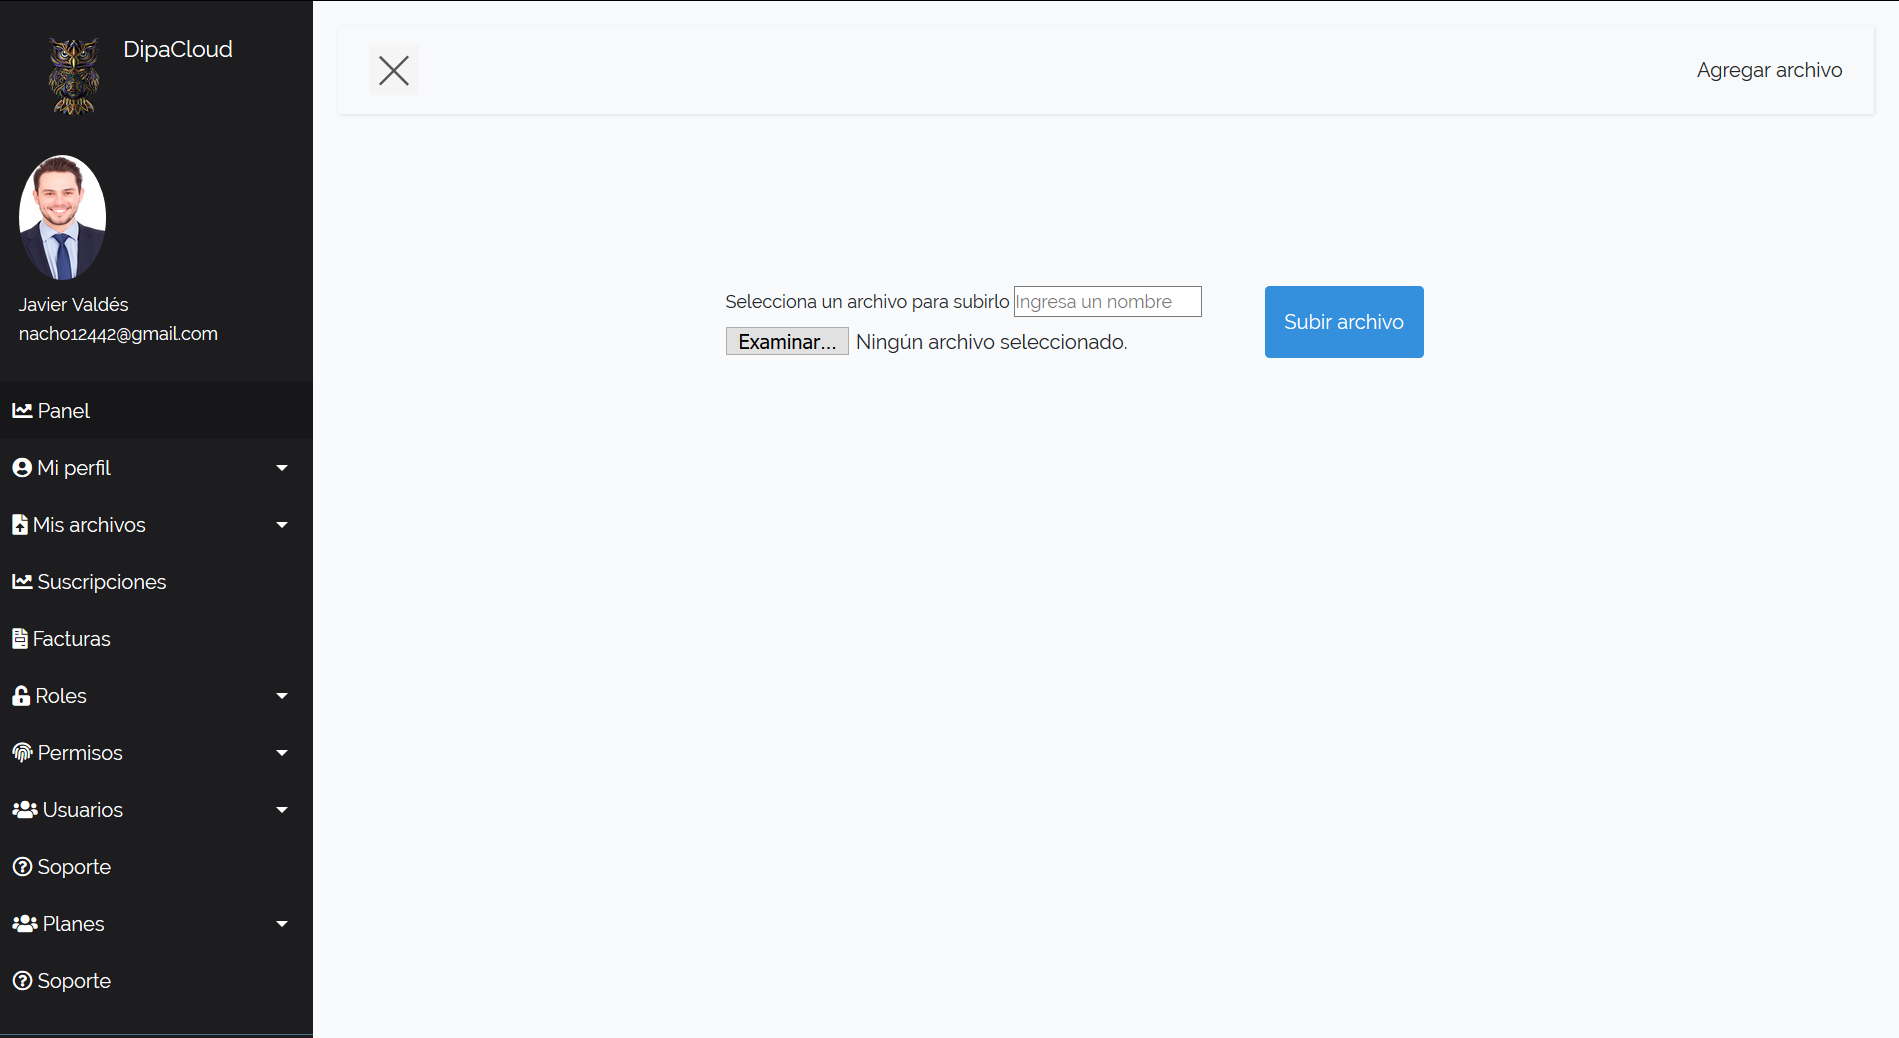 DipaCloud
Javier Valdés
nacho12442@gmail.com
Panel
Mi perfil
Mis archivos
Suscripciones
Facturas
Roles
Permisos
Usuarios
Soporte
Planes
Soporte
Agregar archivo
Selecciona un archivo para subirlo Ingresa un nombre
Examinar... Ningún archivo seleccionado.
Subir archivo